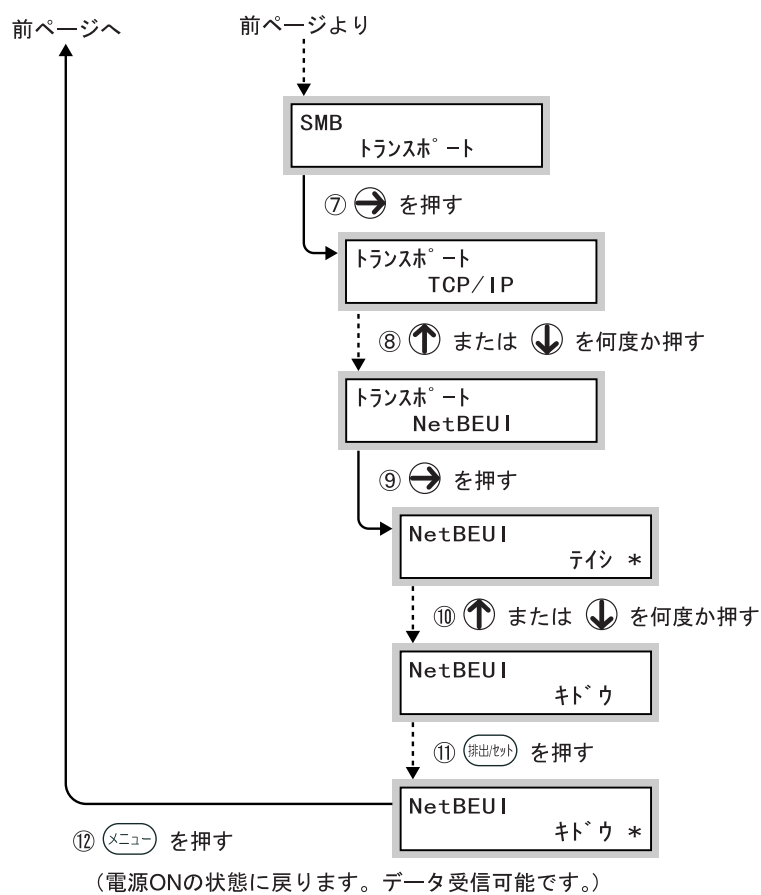 前ページへ
前ページより
SMB
トランスポート
⑦ → を押す
トランスポート
TCP/IP
⑧ ↑ または ↓ を何度か押す
トランスポート
NetBEUI
⑨ → を押す
NetBEUI
テイシ *
⑩ ↑ または ↓ を何度か押す
NetBEUI
キドウ
⑪ 排出/セット を押す
NetBEUI
キドウ *
⑫ メニュー を押す
（電源ONの状態に戻ります。データ受信可能です。）